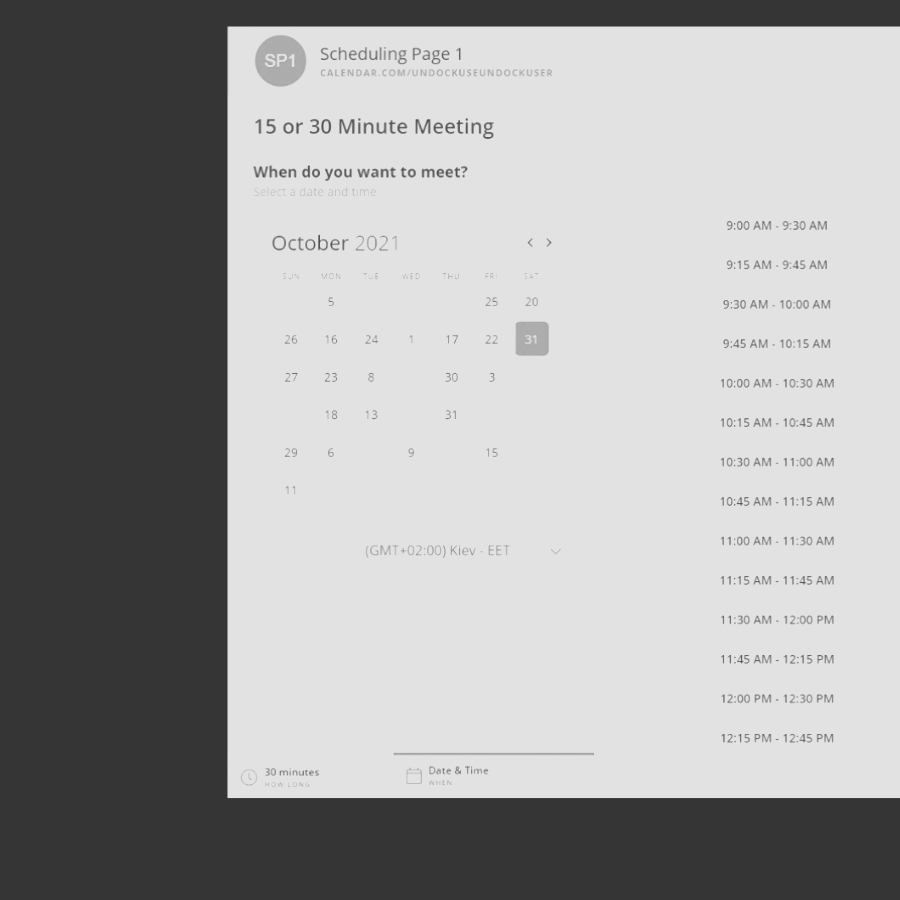 SP1
Scheduling Page 1
CALENDAR.COM/UNDOCKUSEUNDOCKUSER
15 or 30 Minute Meeting
When do you want to meet?
Select a date and time
October 2021
SUN MON TUE WED THU FRI SAT
5 25 20
26 16 24 1 17 22 31
27 23 8 30 3
18 13 31
29 6 9 15
11
(GMT+02:00) Kiev - EET
9:00 AM - 9:30 AM
9:15 AM - 9:45 AM
9:30 AM - 10:00 AM
9:45 AM - 10:15 AM
10:00 AM - 10:30 AM
10:15 AM - 10:45 AM
10:30 AM - 11:00 AM
10:45 AM - 11:15 AM
11:00 AM - 11:30 AM
11:15 AM - 11:45 AM
11:30 AM - 12:00 PM
11:45 AM - 12:15 PM
12:00 PM - 12:30 PM
12:15 PM - 12:45 PM
30 minutes
HOW LONG
Date & Time
WHEN